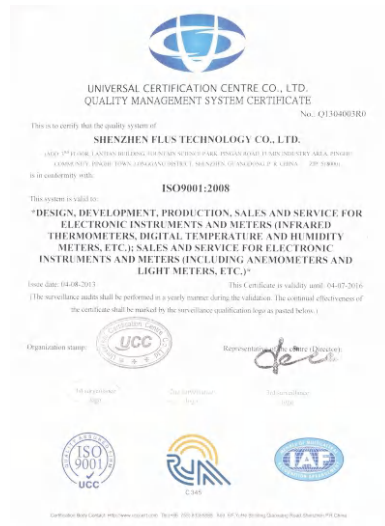 UNIVERSAL CERTIFICATION CENTRE CO., LTD.
QUALITY MANAGEMENT SYSTEM CERTIFICATE
No.: Q1304003R0
This is to certify that the quality system of
SHENZHEN FLUS TECHNOLOGY CO., LTD.
is in conformity with:
ISO9001:2008
This system is valid to:
*DESIGN, DEVELOPMENT, PRODUCTION, SALES AND SERVICE FOR
ELECTRONIC INSTRUMENTS AND METERS (INFRARED
THERMOMETERS, DIGITAL TEMPERATURE AND HUMIDITY
METERS, ETC.); SALES AND SERVICE FOR ELECTRONIC
INSTRUMENTS AND METERS (INCLUDING ANEMOMETERS AND
LIGHT METERS, ETC.)*
Issue date: 04-08-2013
This Certificate is validity until: 04-07-2016
(The surveillance audits shall be performed in a yearly manner during the validation. The continual effectiveness of
the certificate shall be marked by the surveillance qualification logo as pasted below.)
Organization stamp:
UCC
Representative of the centre (Director):
ISO
9001
UCC
C 345
IAF